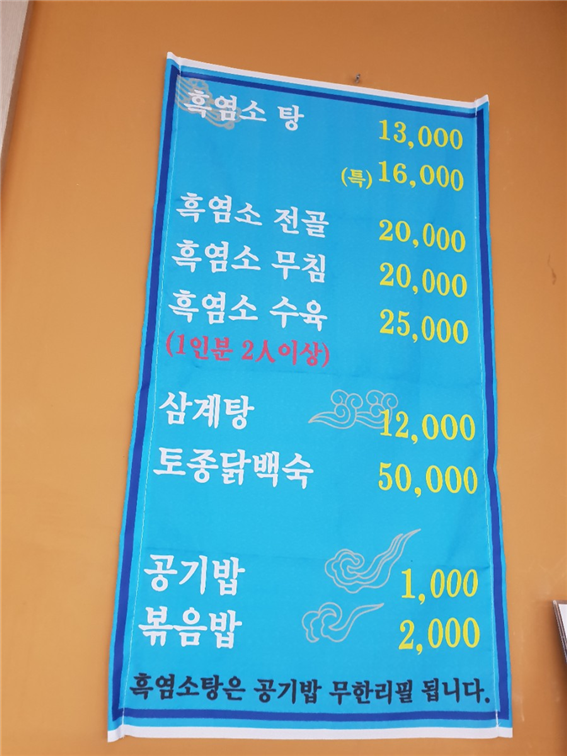 흑염소 탕 13,000
(특) 16,000
흑염소 전골 20,000
흑염소 무침 20,000
흑염소 수육 25,000
(1인분 2人이상)
삼계탕 12,000
토종닭백숙 50,000
공기밥 1,000
볶음밥 2,000
흑염소탕은 공기밥 무한리필 됩니다.